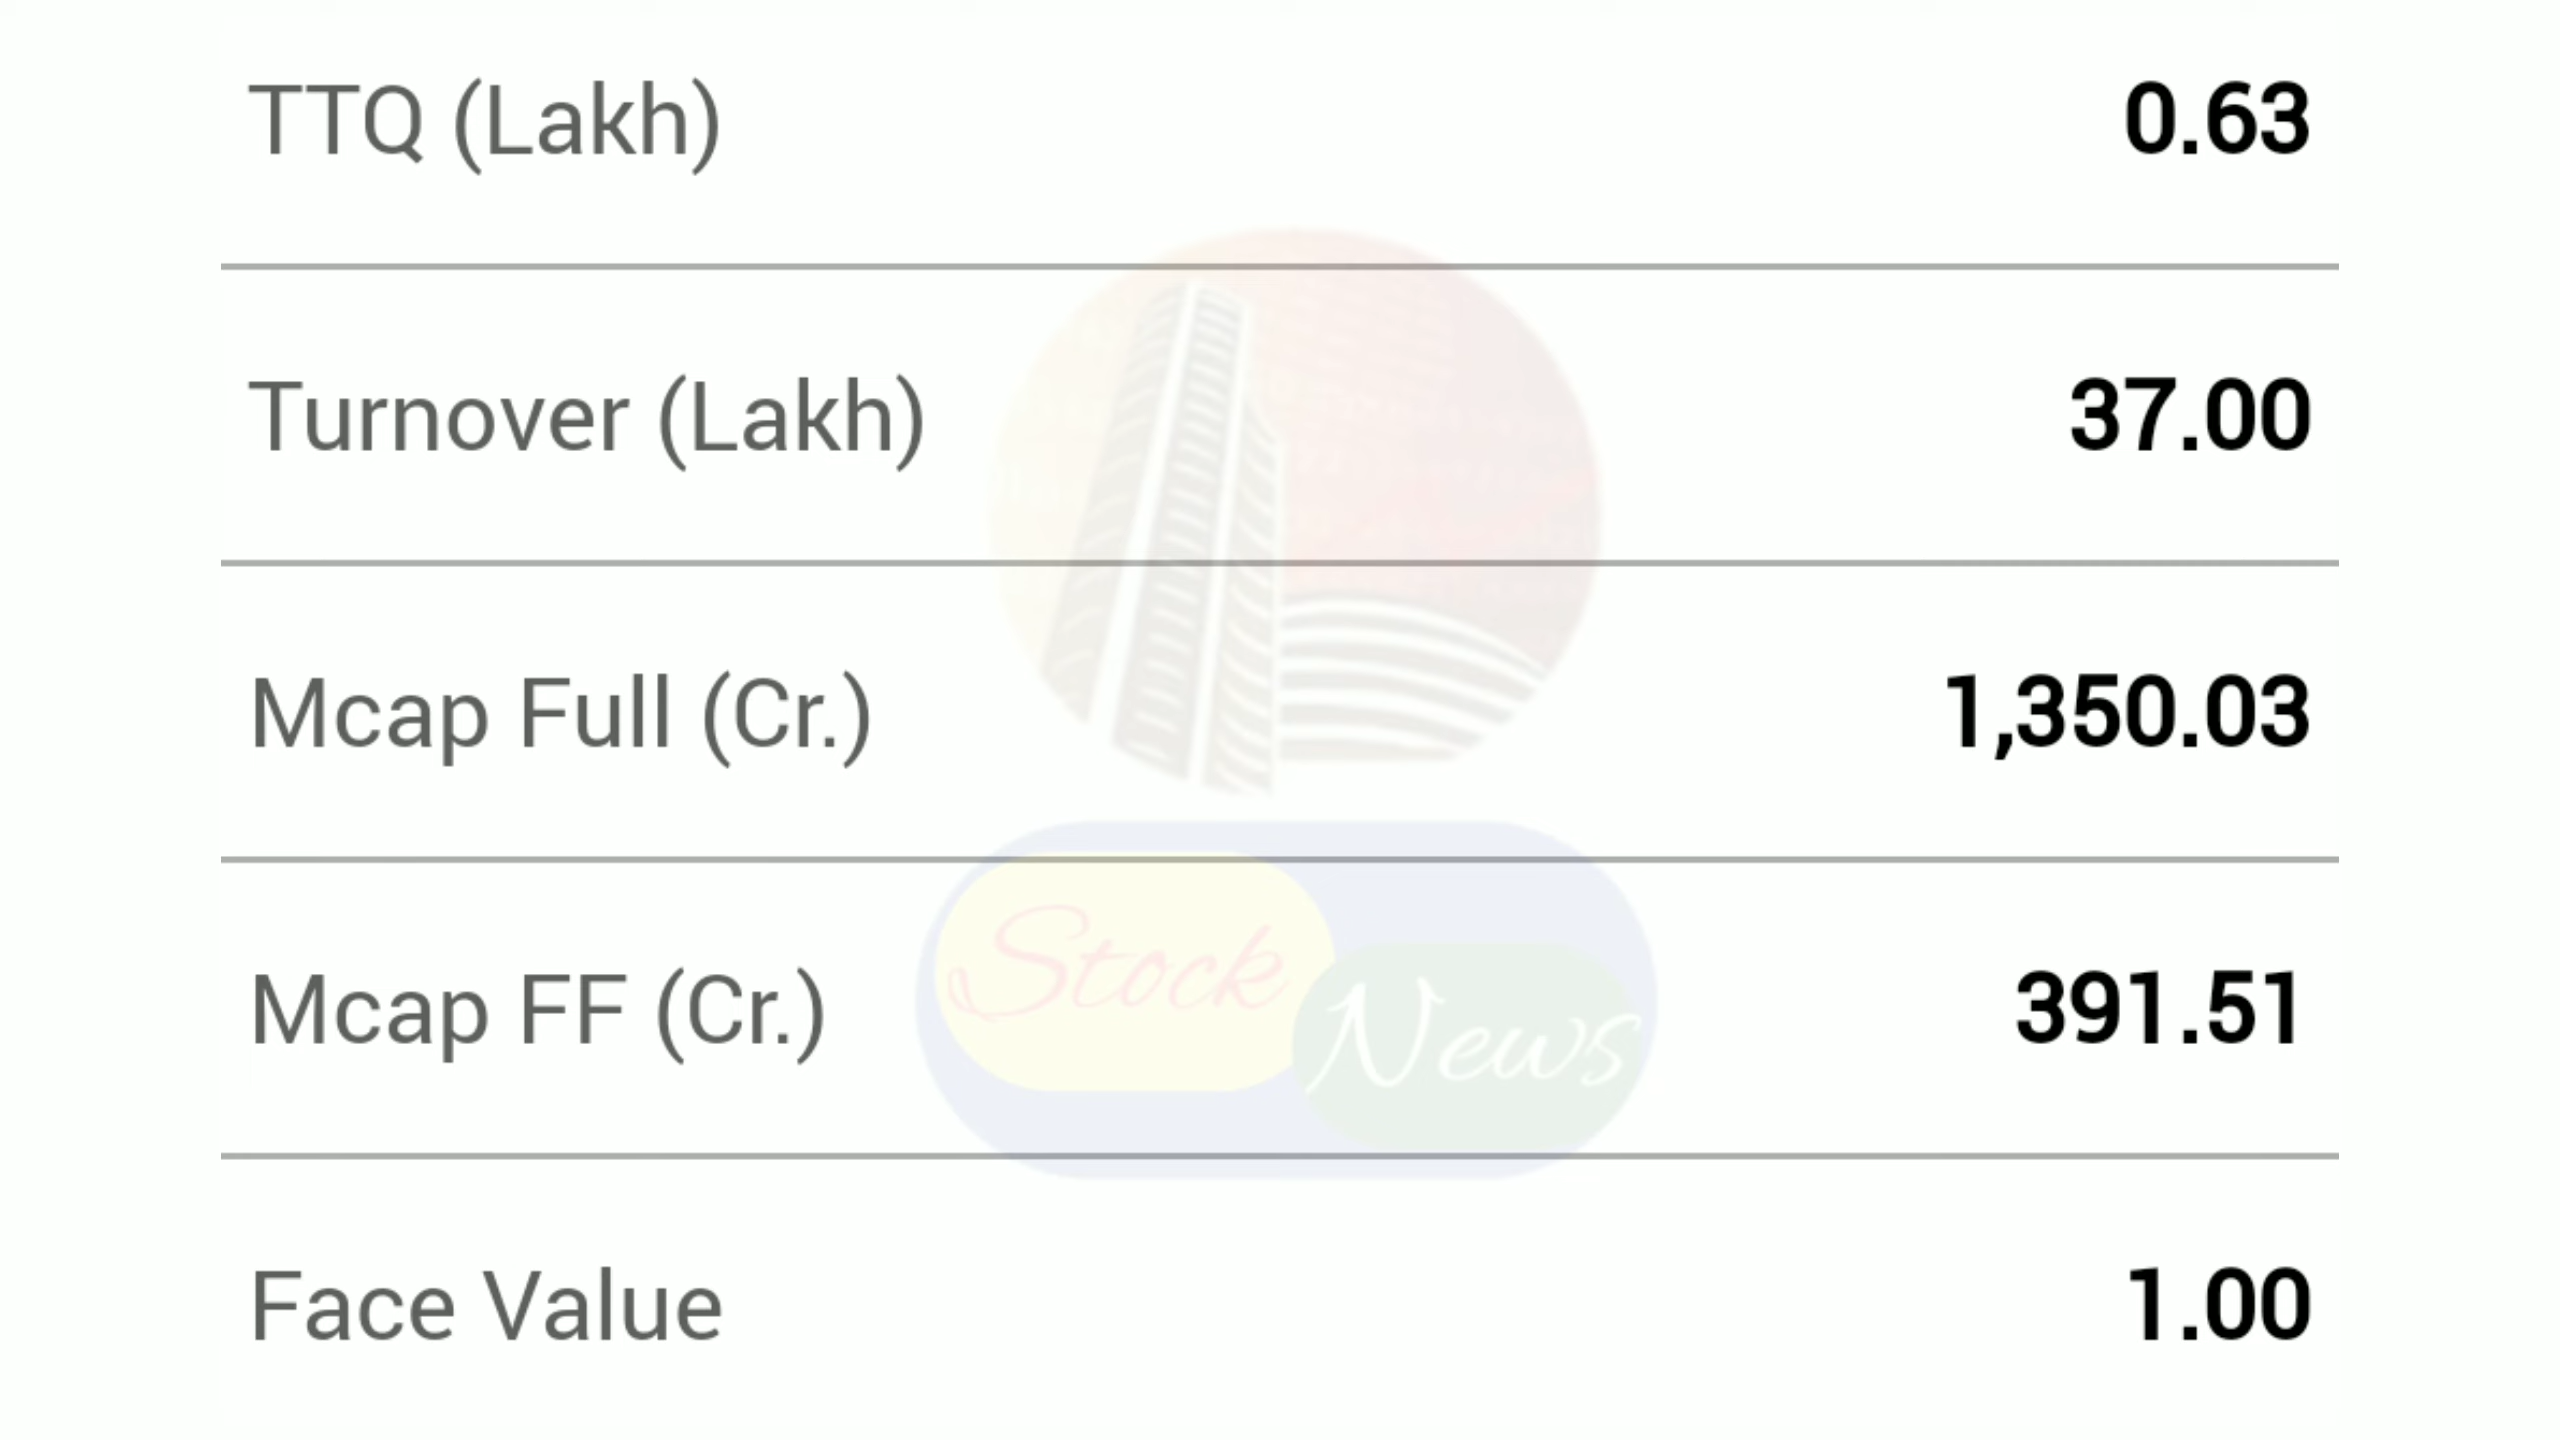 TTQ (Lakh) 0.63
Turnover (Lakh) 37.00
Mcap Full (Cr.) 1,350.03
Mcap FF (Cr.) 391.51
Stock
News
Face Value 1.00